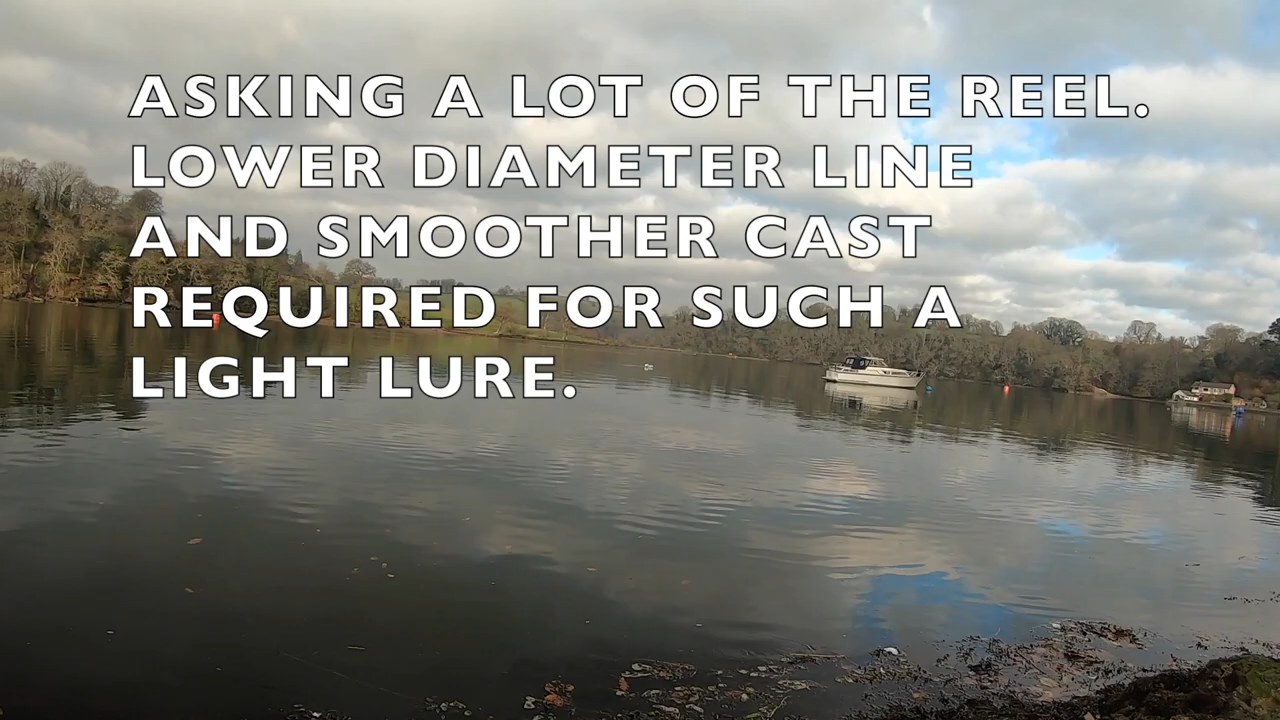 ASKING A LOT OF THE REEL.
LOWER DIAMETER LINE
AND SMOOTHER CAST
REQUIRED FOR SUCH A
LIGHT LURE.